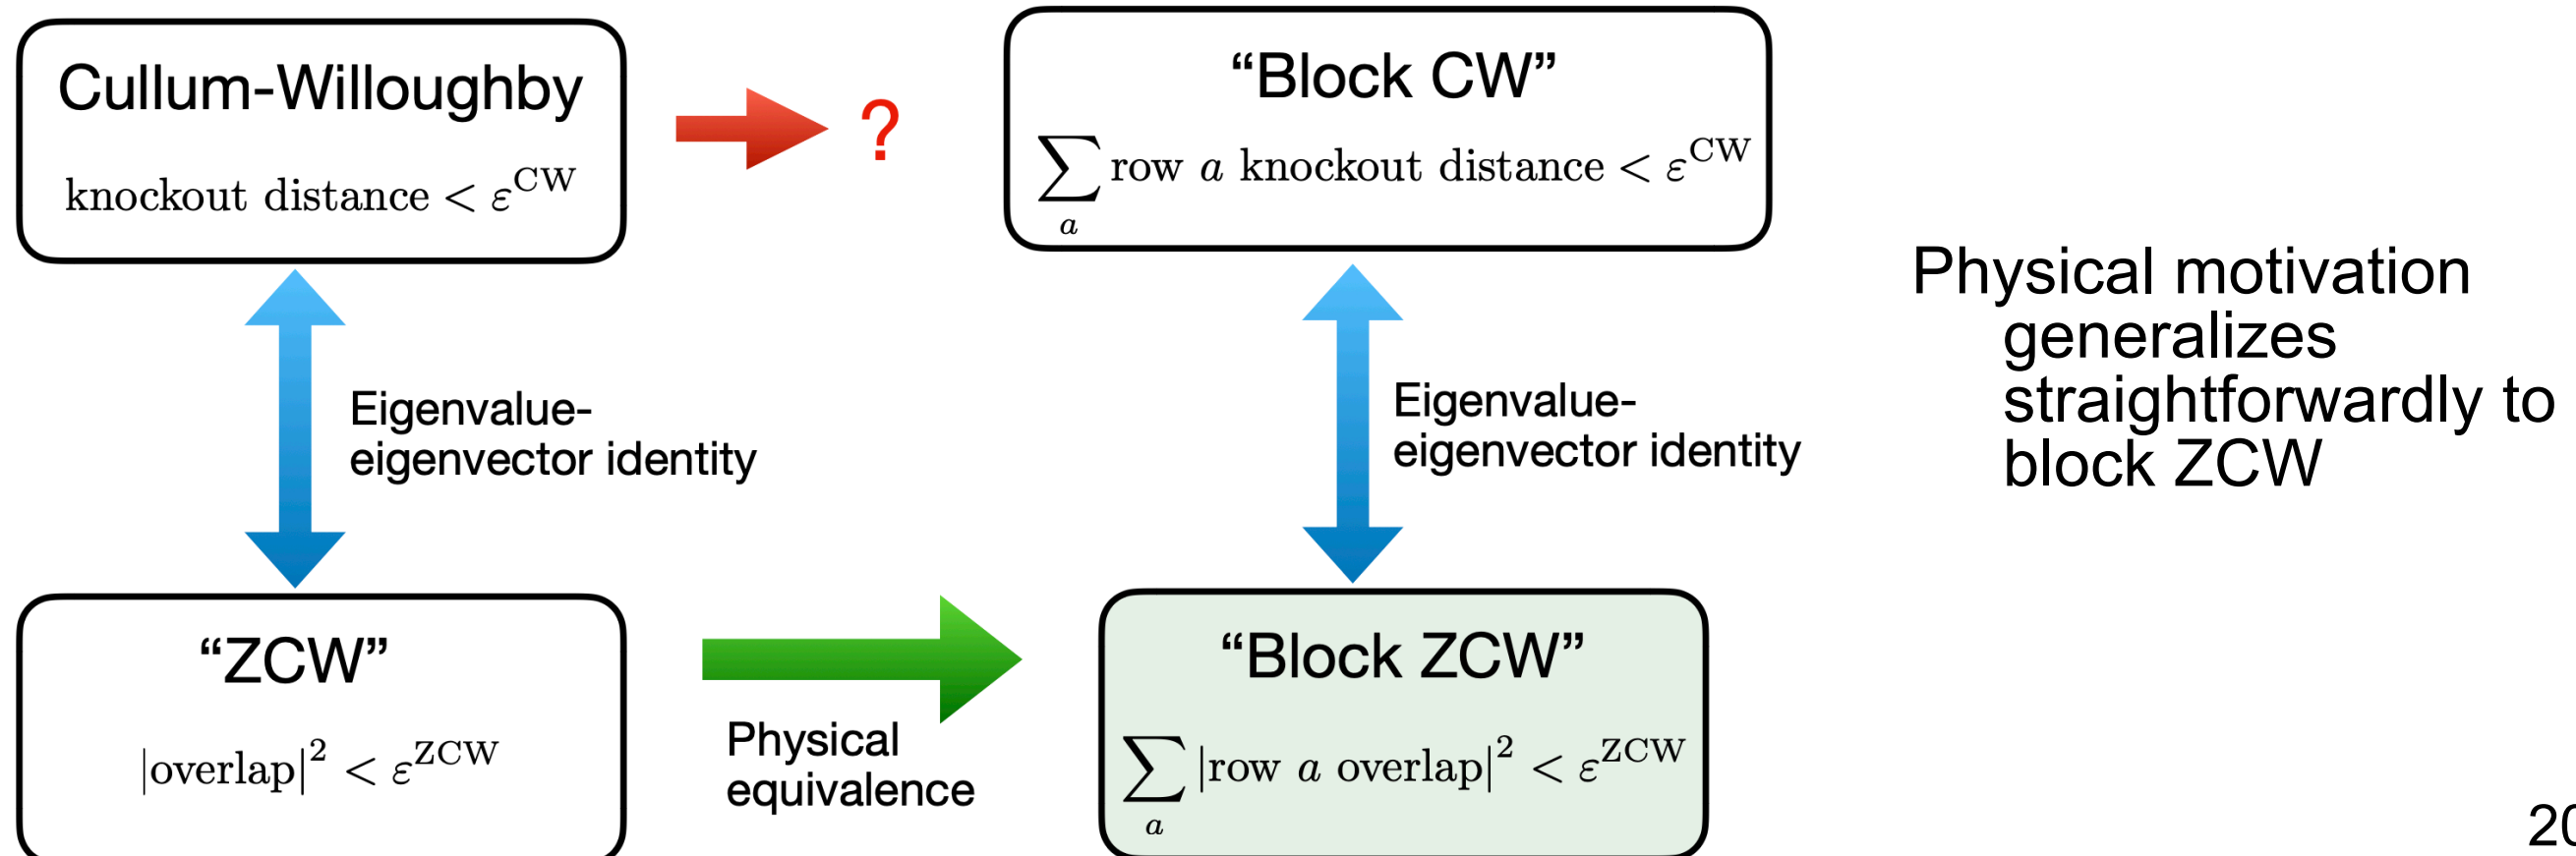 Cullum-Willoughby
knockout distance < ε^CW
?
“Block CW”
∑_a row a knockout distance < ε^CW
Eigenvalue-
eigenvector identity
Eigenvalue-
eigenvector identity
Physical motivation
generalizes
straightforwardly to
block ZCW
“ZCW”
|overlap|² < ε^ZCW
Physical
equivalence
“Block ZCW”
∑_a |row a overlap|² < ε^ZCW